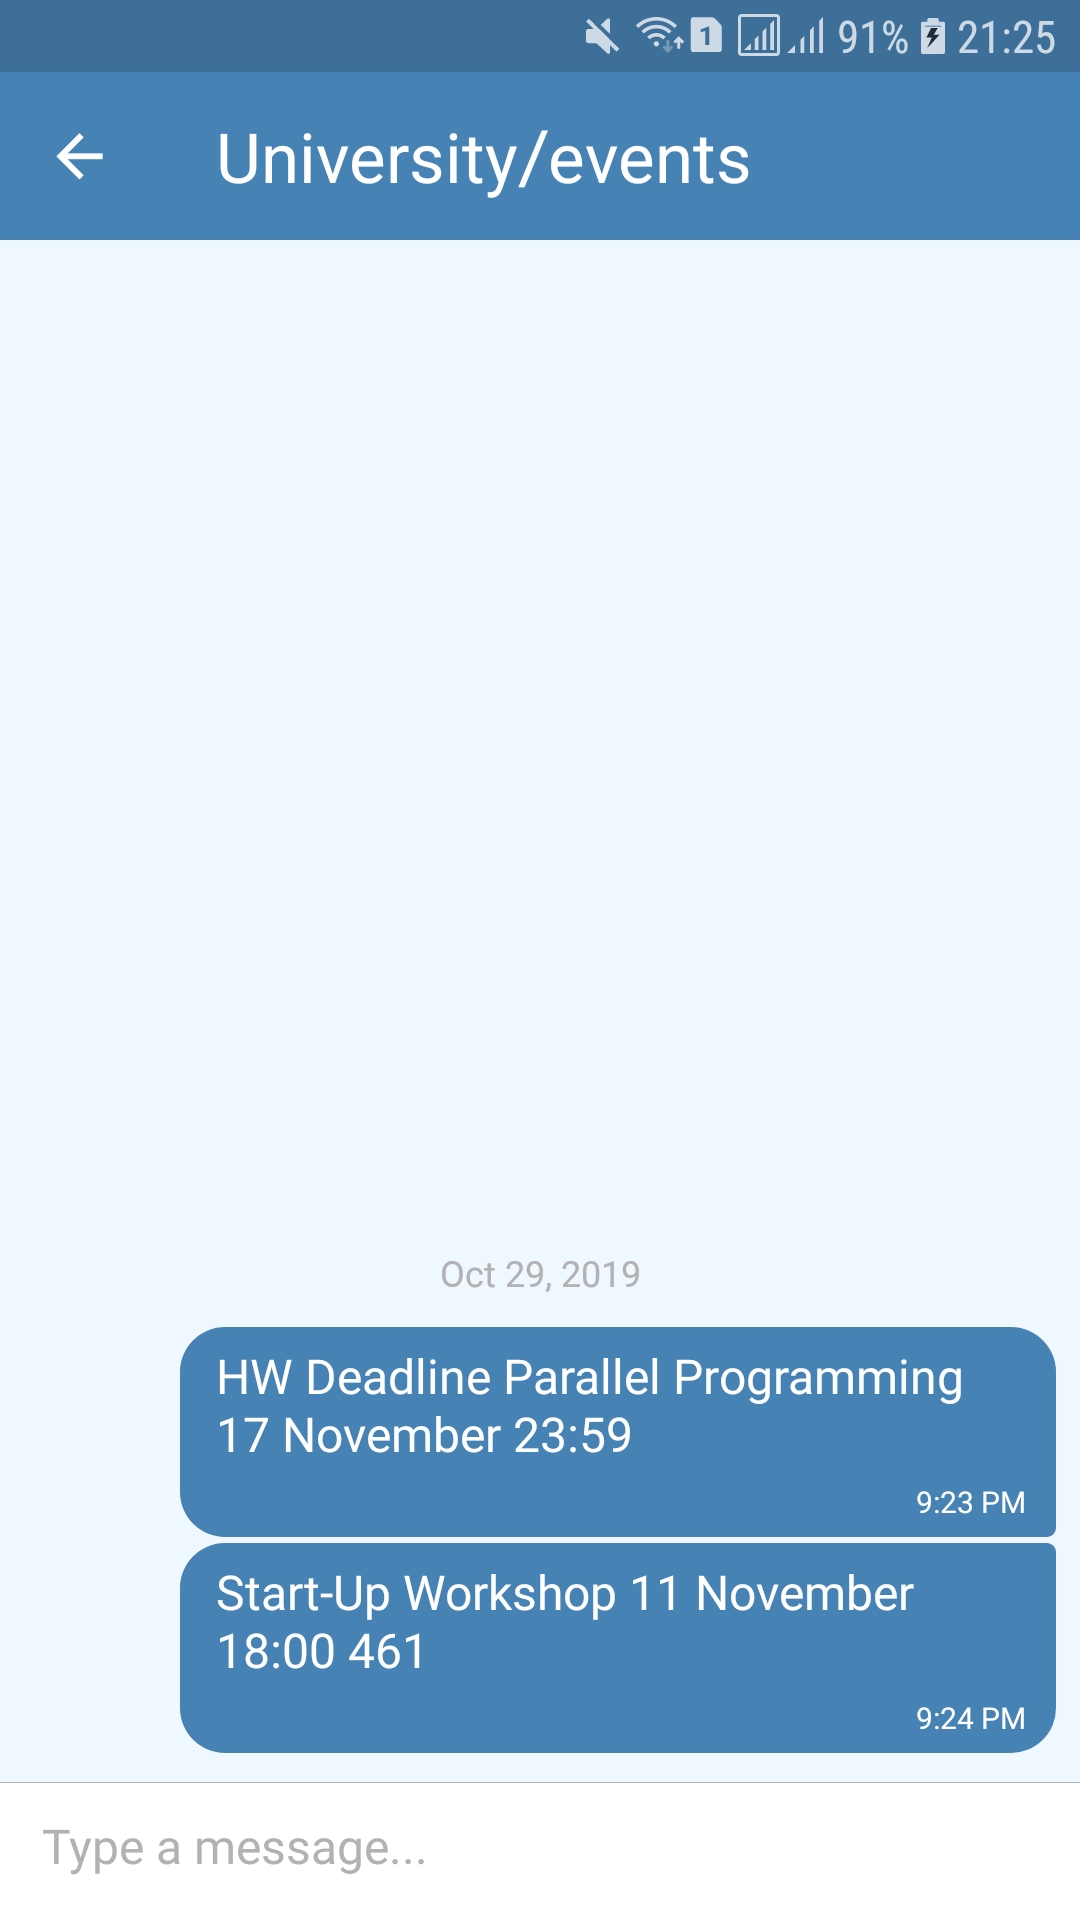 1 91% 21:25
University/events
Oct 29, 2019
HW Deadline Parallel Programming
17 November 23:59
9:23 PM
Start-Up Workshop 11 November
18:00 461
9:24 PM
Type a message...